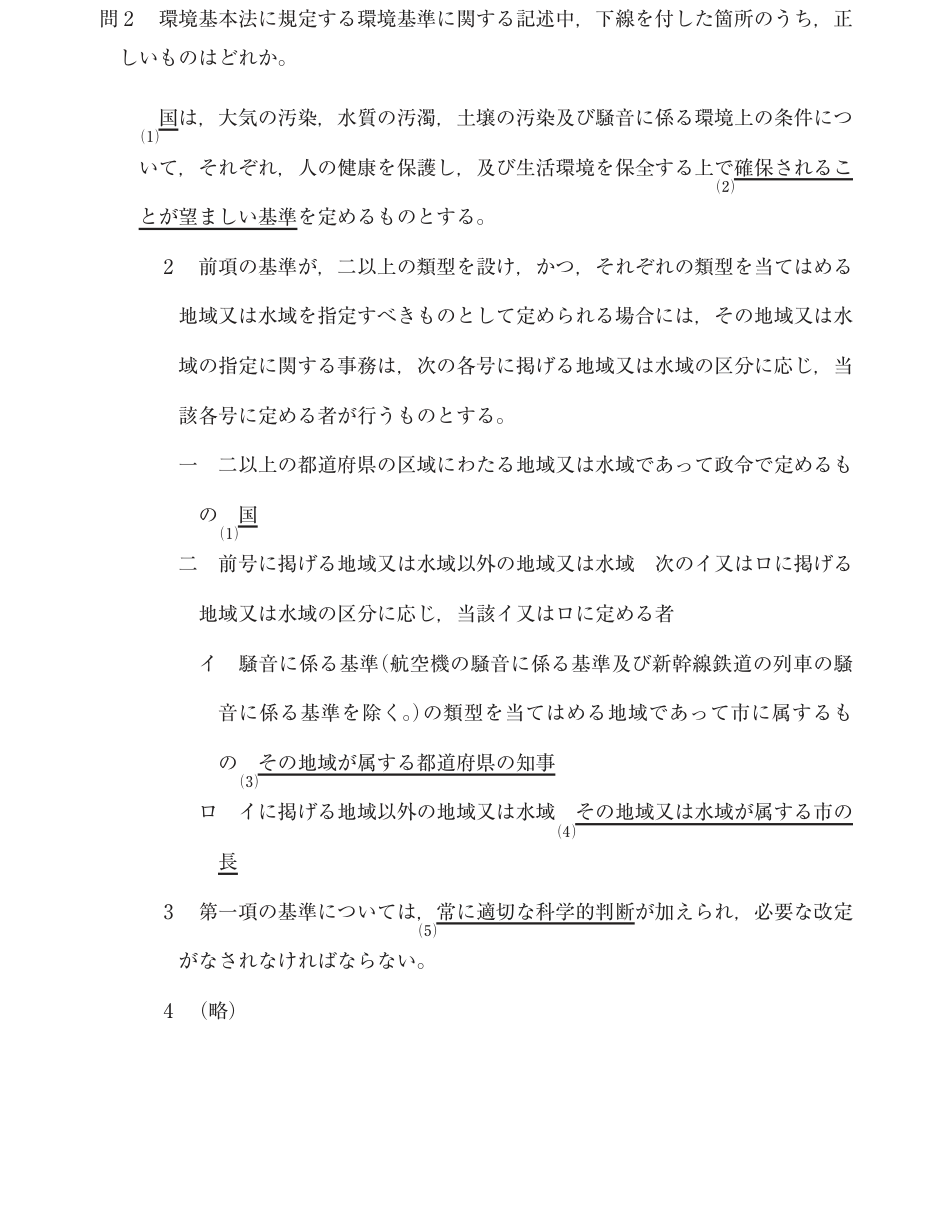 問2 環境基本法に規定する環境基準に関する記述中，下線を付した箇所のうち，正
しいものはどれか。
(1)国は，大気の汚染，水質の汚濁，土壌の汚染及び騒音に係る環境上の条件につ
いて，それぞれ，人の健康を保護し，及び生活環境を保全する上で(2)確保されるこ
とが望ましい基準を定めるものとする。
2 前項の基準が，二以上の類型を設け，かつ，それぞれの類型を当てはめる
地域又は水域を指定すべきものとして定められる場合には，その地域又は水
域の指定に関する事務は，次の各号に掲げる地域又は水域の区分に応じ，当
該各号に定める者が行うものとする。
一 二以上の都道府県の区域にわたる地域又は水域であって政令で定めるも
の (1)国
二 前号に掲げる地域又は水域以外の地域又は水域 次のイ又はロに掲げる
地域又は水域の区分に応じ，当該イ又はロに定める者
イ 騒音に係る基準(航空機の騒音に係る基準及び新幹線鉄道の列車の騒
音に係る基準を除く。)の類型を当てはめる地域であって市に属するも
の (3)その地域が属する都道府県の知事
ロ イに掲げる地域以外の地域又は水域 (4)その地域又は水域が属する市の
長
3 第一項の基準については，(5)常に適切な科学的判断が加えられ，必要な改定
がなされなければならない。
4 （略）